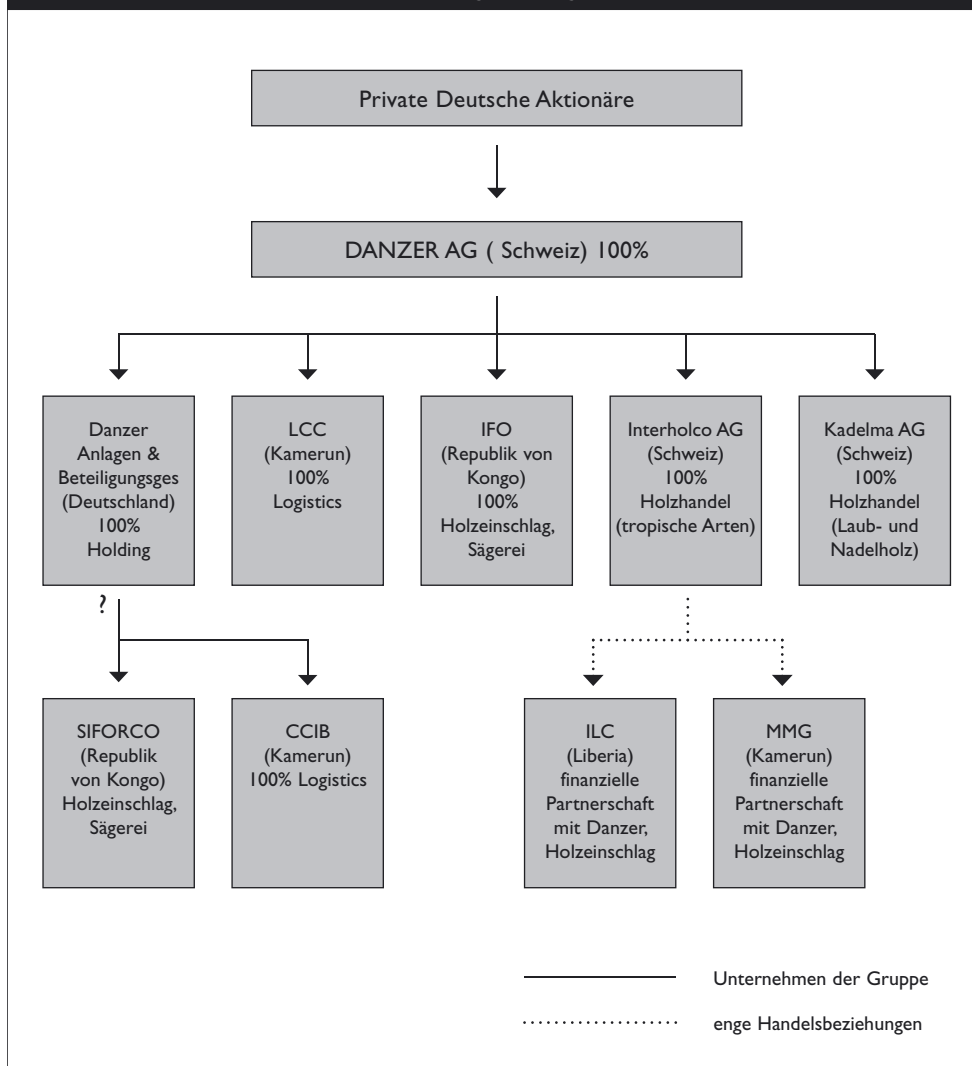 Private Deutsche Aktionäre
DANZER AG ( Schweiz) 100%
Danzer
Anlagen &
Beteiligungsges
(Deutschland)
100%
Holding
LCC
(Kamerun)
100%
Logistics
IFO
(Republik von
Kongo)
100%
Holzeinschlag,
Sägerei
Interholco AG
(Schweiz)
100%
Holzhandel
(tropische Arten)
Kadelma AG
(Schweiz)
100%
Holzhandel
(Laub- und
Nadelholz)
?
SIFORCO
(Republik
von Kongo)
Holzeinschlag,
Sägerei
CCIB
(Kamerun)
100% Logistics
ILC
(Liberia)
finanzielle
Partnerschaft
mit Danzer,
Holzeinschlag
MMG
(Kamerun)
finanzielle
Partnerschaft
mit Danzer,
Holzeinschlag
Unternehmen der Gruppe
enge Handelsbeziehungen